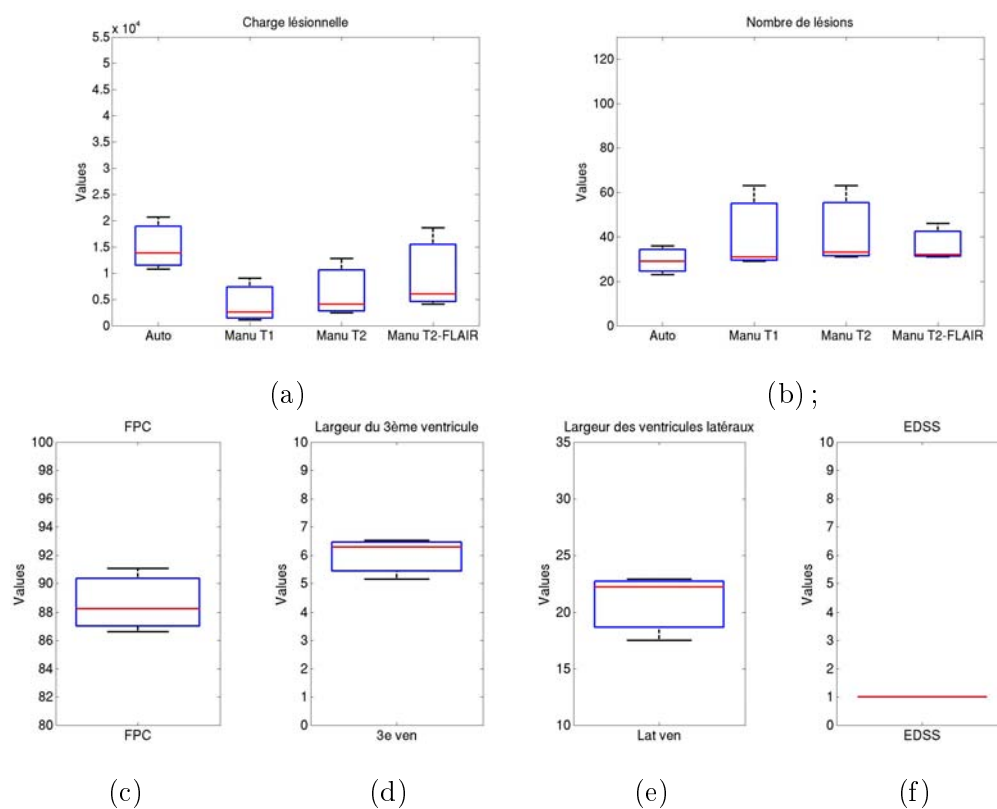 Charge lésionnelle
x 10⁴
5.5
5
4.5
4
3.5
3
2.5
2
1.5
1
0.5
0
Values
Auto Manu T1 Manu T2 Manu T2-FLAIR
(a)
Nombre de lésions
120
100
80
60
40
20
0
Values
Auto Manu T1 Manu T2 Manu T2-FLAIR
(b) ;
FPC
100
98
96
94
92
90
88
86
84
82
80
Values
FPC
(c)
Largeur du 3ème ventricule
10
9
8
7
6
5
4
3
2
1
0
Values
3e ven
(d)
Largeur des ventricules latéraux
35
30
25
20
15
10
Values
Lat ven
(e)
EDSS
10
9
8
7
6
5
4
3
2
1
0
Values
EDSS
(f)